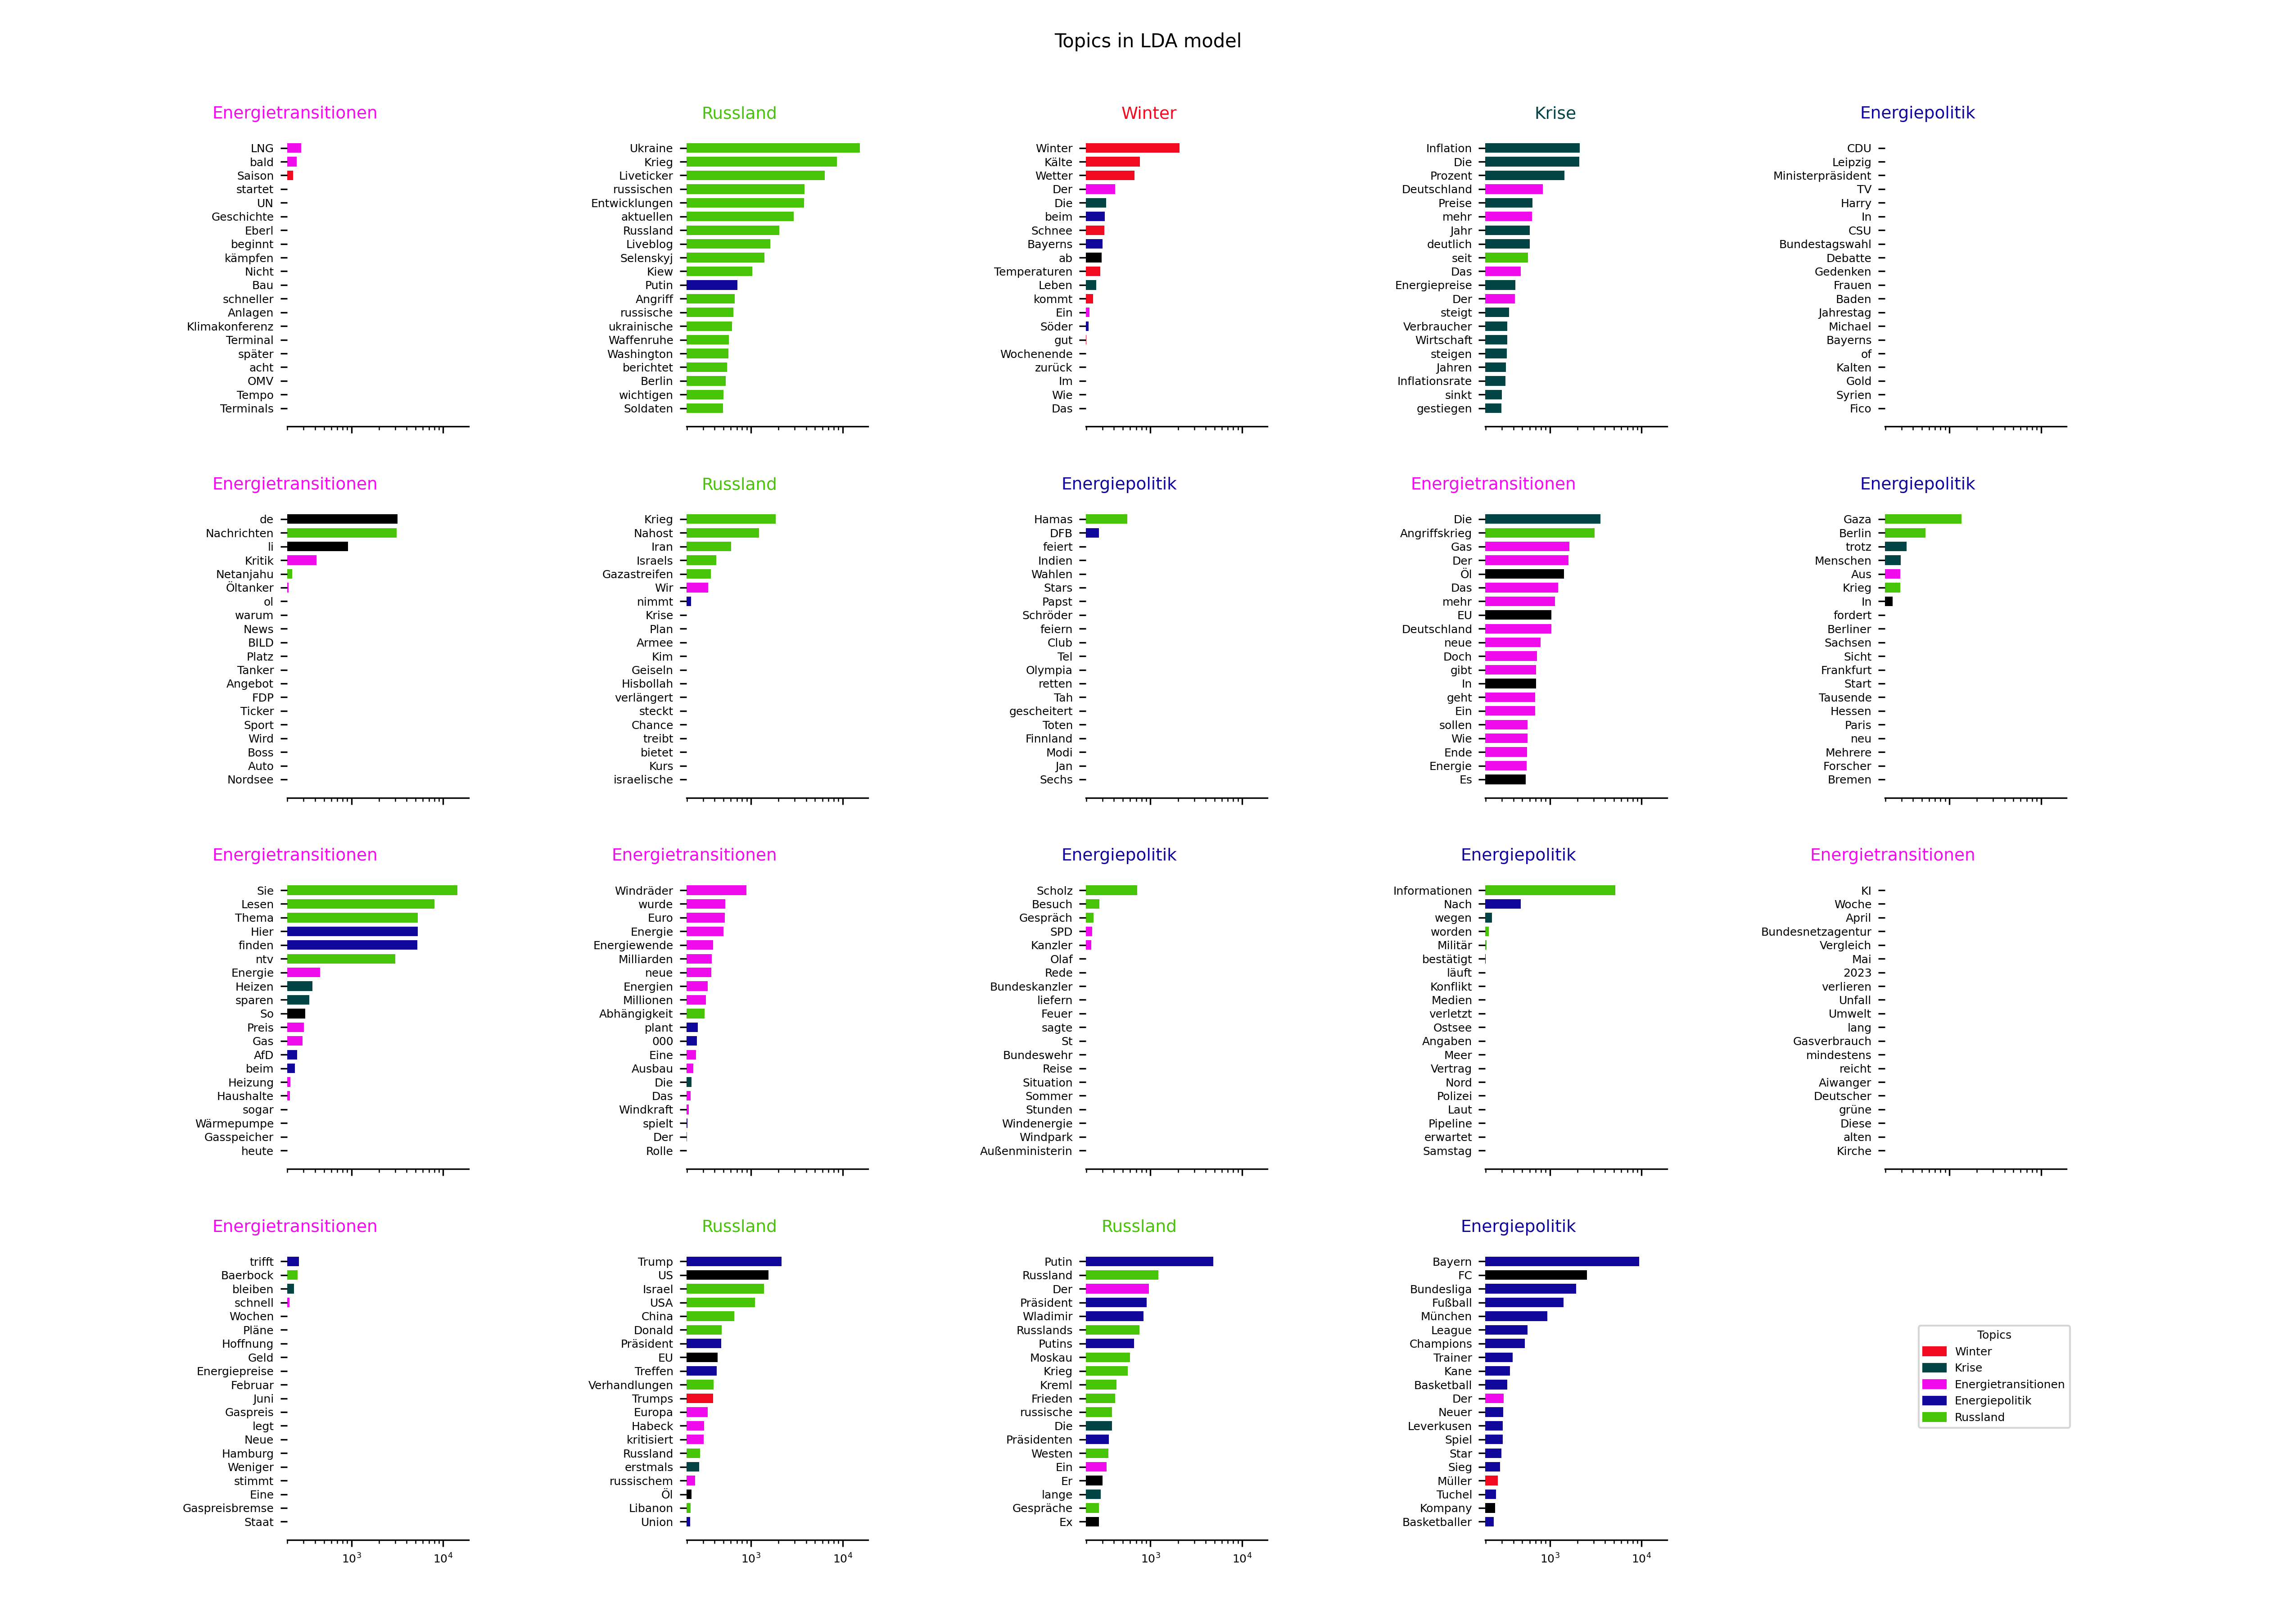 Topics in LDA model
Energietransitionen
LNG
bald
Saison
startet
UN
Geschichte
Eberl
beginnt
kämpfen
Nicht
Bau
schneller
Anlagen
Klimakonferenz
Terminal
später
acht
OMV
Tempo
Terminals
Russland
Ukraine
Krieg
Liveticker
russischen
Entwicklungen
aktuellen
Russland
Liveblog
Selenskyj
Kiew
Putin
Angriff
russische
ukrainische
Waffenruhe
Washington
berichtet
Berlin
wichtigen
Soldaten
Winter
Winter
Kälte
Wetter
Der
Die
beim
Schnee
Bayerns
ab
Temperaturen
Leben
kommt
Ein
Söder
gut
Wochenende
zurück
Im
Wie
Das
Krise
Inflation
Die
Prozent
Deutschland
Preise
mehr
Jahr
deutlich
seit
Das
Energiepreise
Der
steigt
Verbraucher
Wirtschaft
steigen
Jahren
Inflationsrate
sinkt
gestiegen
Energiepolitik
CDU
Leipzig
Ministerpräsident
TV
Harry
In
CSU
Bundestagswahl
Debatte
Gedenken
Frauen
Baden
Jahrestag
Michael
Bayerns
of
Kalten
Gold
Syrien
Fico
Energietransitionen
de
Nachrichten
li
Kritik
Netanjahu
Öltanker
ol
warum
News
BILD
Platz
Tanker
Angebot
FDP
Ticker
Sport
Wird
Boss
Auto
Nordsee
Russland
Krieg
Nahost
Iran
Israels
Gazastreifen
Wir
nimmt
Krise
Plan
Armee
Kim
Geiseln
Hisbollah
verlängert
steckt
Chance
treibt
bietet
Kurs
israelische
Energiepolitik
Hamas
DFB
feiert
Indien
Wahlen
Stars
Papst
Schröder
feiern
Club
Tel
Olympia
retten
Tah
gescheitert
Toten
Finnland
Modi
Jan
Sechs
Energietransitionen
Die
Angriffskrieg
Gas
Der
Öl
Das
mehr
EU
Deutschland
neue
Doch
gibt
In
geht
Ein
sollen
Wie
Ende
Energie
Es
Energiepolitik
Gaza
Berlin
trotz
Menschen
Aus
Krieg
In
fordert
Berliner
Sachsen
Sicht
Frankfurt
Start
Tausende
Hessen
Paris
neu
Mehrere
Forscher
Bremen
Energietransitionen
Sie
Lesen
Thema
Hier
finden
ntv
Energie
Heizen
sparen
So
Preis
Gas
AfD
beim
Heizung
Haushalte
sogar
Wärmepumpe
Gasspeicher
heute
Energietransitionen
Windräder
wurde
Euro
Energie
Energiewende
Milliarden
neue
Energien
Millionen
Abhängigkeit
plant
000
Eine
Ausbau
Die
Das
Windkraft
spielt
Der
Rolle
Energiepolitik
Scholz
Besuch
Gespräch
SPD
Kanzler
Olaf
Rede
Bundeskanzler
liefern
Feuer
sagte
St
Bundeswehr
Reise
Situation
Sommer
Stunden
Windenergie
Windpark
Außenministerin
Energiepolitik
Informationen
Nach
wegen
worden
Militär
bestätigt
läuft
Konflikt
Medien
verletzt
Ostsee
Angaben
Meer
Vertrag
Nord
Polizei
Laut
Pipeline
erwartet
Samstag
Energietransitionen
KI
Woche
April
Bundesnetzagentur
Vergleich
Mai
2023
verlieren
Unfall
Umwelt
lang
Gasverbrauch
mindestens
reicht
Aiwanger
Deutscher
grüne
Diese
alten
Kirche
Energietransitionen
trifft
Baerbock
bleiben
schnell
Wochen
Pläne
Hoffnung
Geld
Energiepreise
Februar
Juni
Gaspreis
legt
Neue
Hamburg
Weniger
stimmt
Eine
Gaspreisbremse
Staat
10³ 10⁴
Russland
Trump
US
Israel
USA
China
Donald
Präsident
EU
Treffen
Verhandlungen
Trumps
Europa
Habeck
kritisiert
Russland
erstmals
russischem
Öl
Libanon
Union
10³ 10⁴
Russland
Putin
Russland
Der
Präsident
Wladimir
Russlands
Putins
Moskau
Krieg
Kreml
Frieden
russische
Die
Präsidenten
Westen
Ein
Er
lange
Gespräche
Ex
10³ 10⁴
Energiepolitik
Bayern
FC
Bundesliga
Fußball
München
League
Champions
Trainer
Kane
Basketball
Der
Neuer
Leverkusen
Spiel
Star
Sieg
Müller
Tuchel
Kompany
Basketballer
10³ 10⁴
Topics
Winter
Krise
Energietransitionen
Energiepolitik
Russland